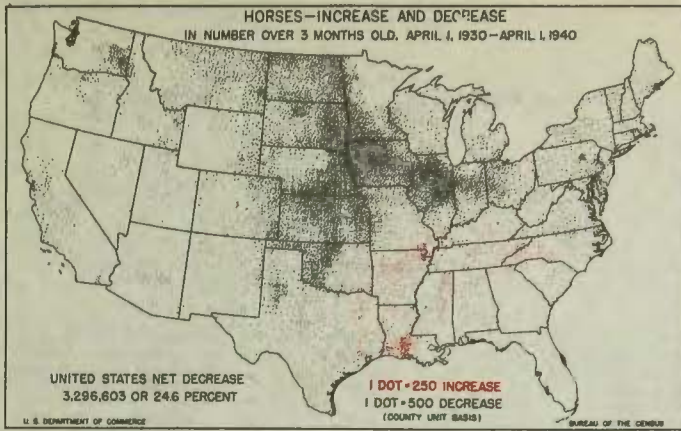 HORSES—INCREASE AND DECREASE
IN NUMBER OVER 3 MONTHS OLD, APRIL 1, 1930—APRIL 1, 1940
UNITED STATES NET DECREASE
3,296,603 OR 24.6 PERCENT
1 DOT=250 INCREASE
1 DOT=500 DECREASE
(COUNTY UNIT BASIS)
U. S. DEPARTMENT OF COMMERCE
BUREAU OF THE CENSUS